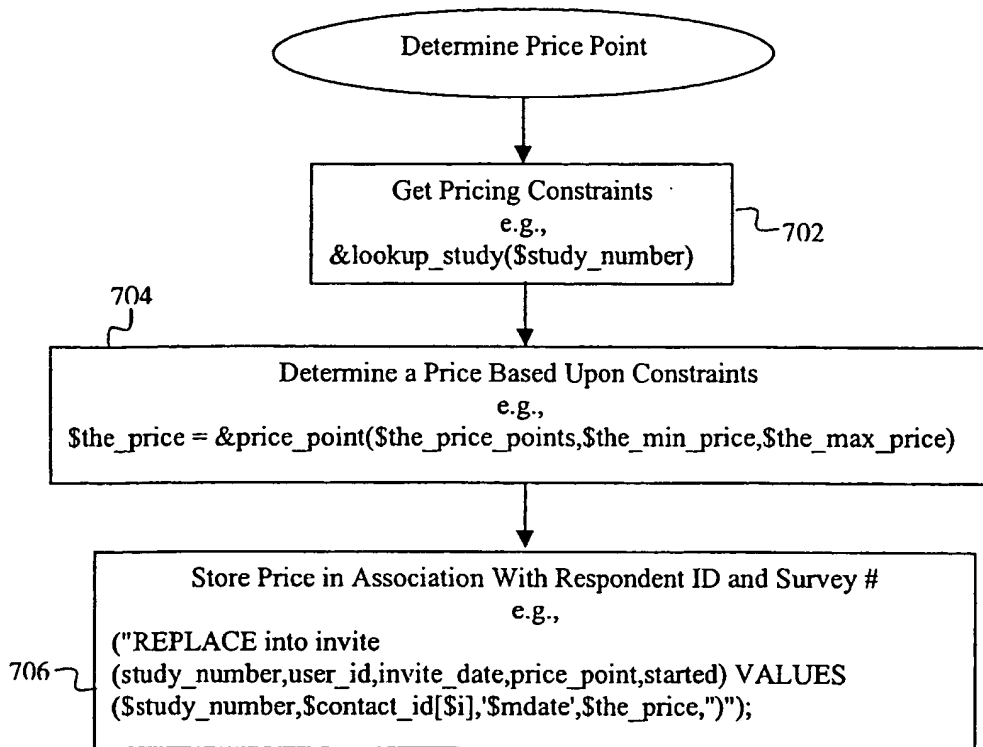 Determine Price Point
Get Pricing Constraints
e.g.,
&lookup_study($study_number)
702
704
Determine a Price Based Upon Constraints
e.g.,
$the_price = &price_point($the_price_points,$the_min_price,$the_max_price)
Store Price in Association With Respondent ID and Survey #
e.g.,
("REPLACE into invite
(study_number,user_id,invite_date,price_point,started) VALUES
($study_number,$contact_id[$i],'$mdate',$the_price,'')");
706